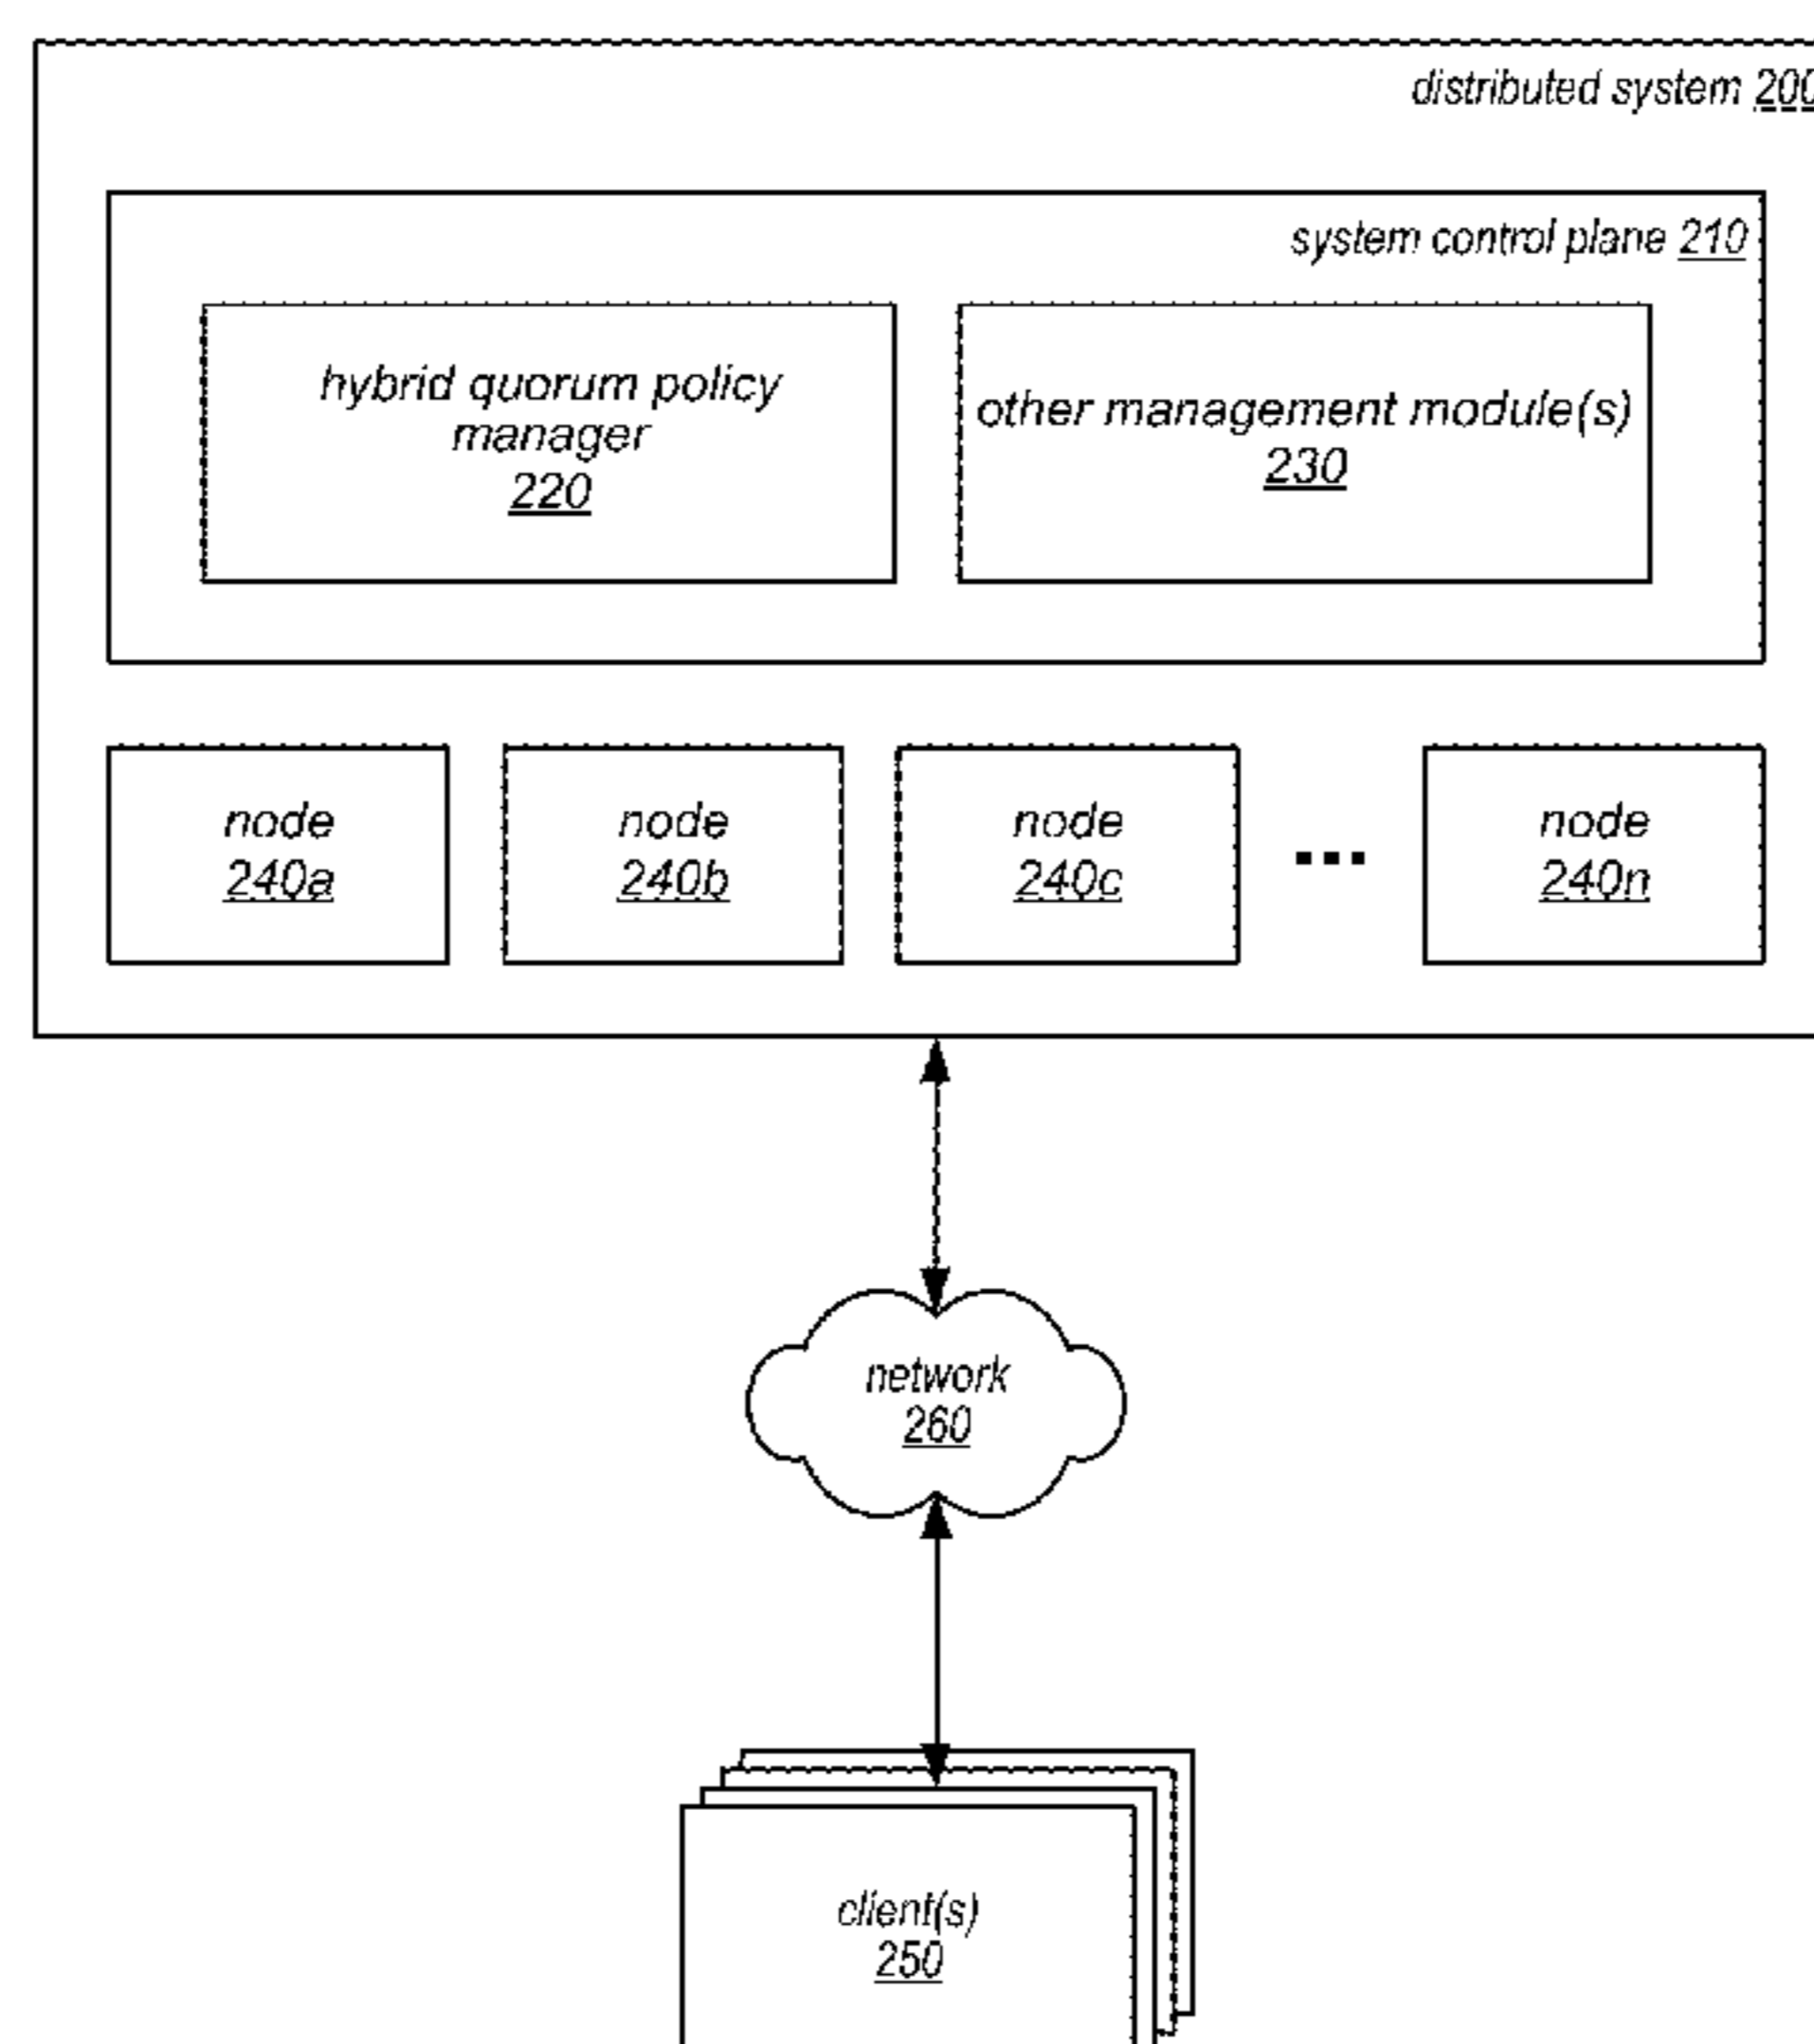 distributed system 200
system control plane 210
hybrid quorum policy
manager
220
other management module(s)
230
node
240a
node
240b
node
240c
...
node
240n
network
260
client(s)
250